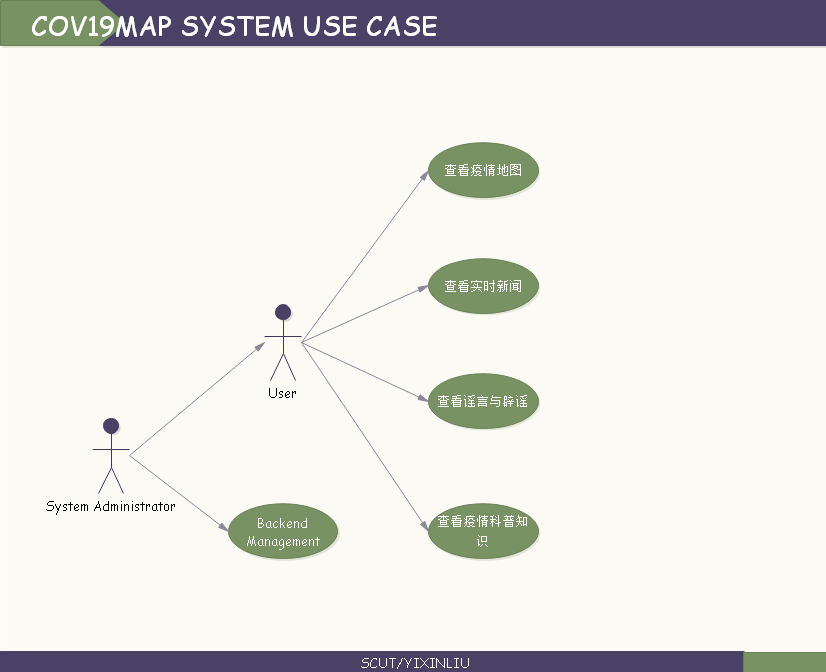 COV19MAP SYSTEM USE CASE
查看疫情地图
查看实时新闻
User
查看谣言与辟谣
System Administrator
Backend
Management
查看疫情科普知
识
SCUT/YIXINLIU